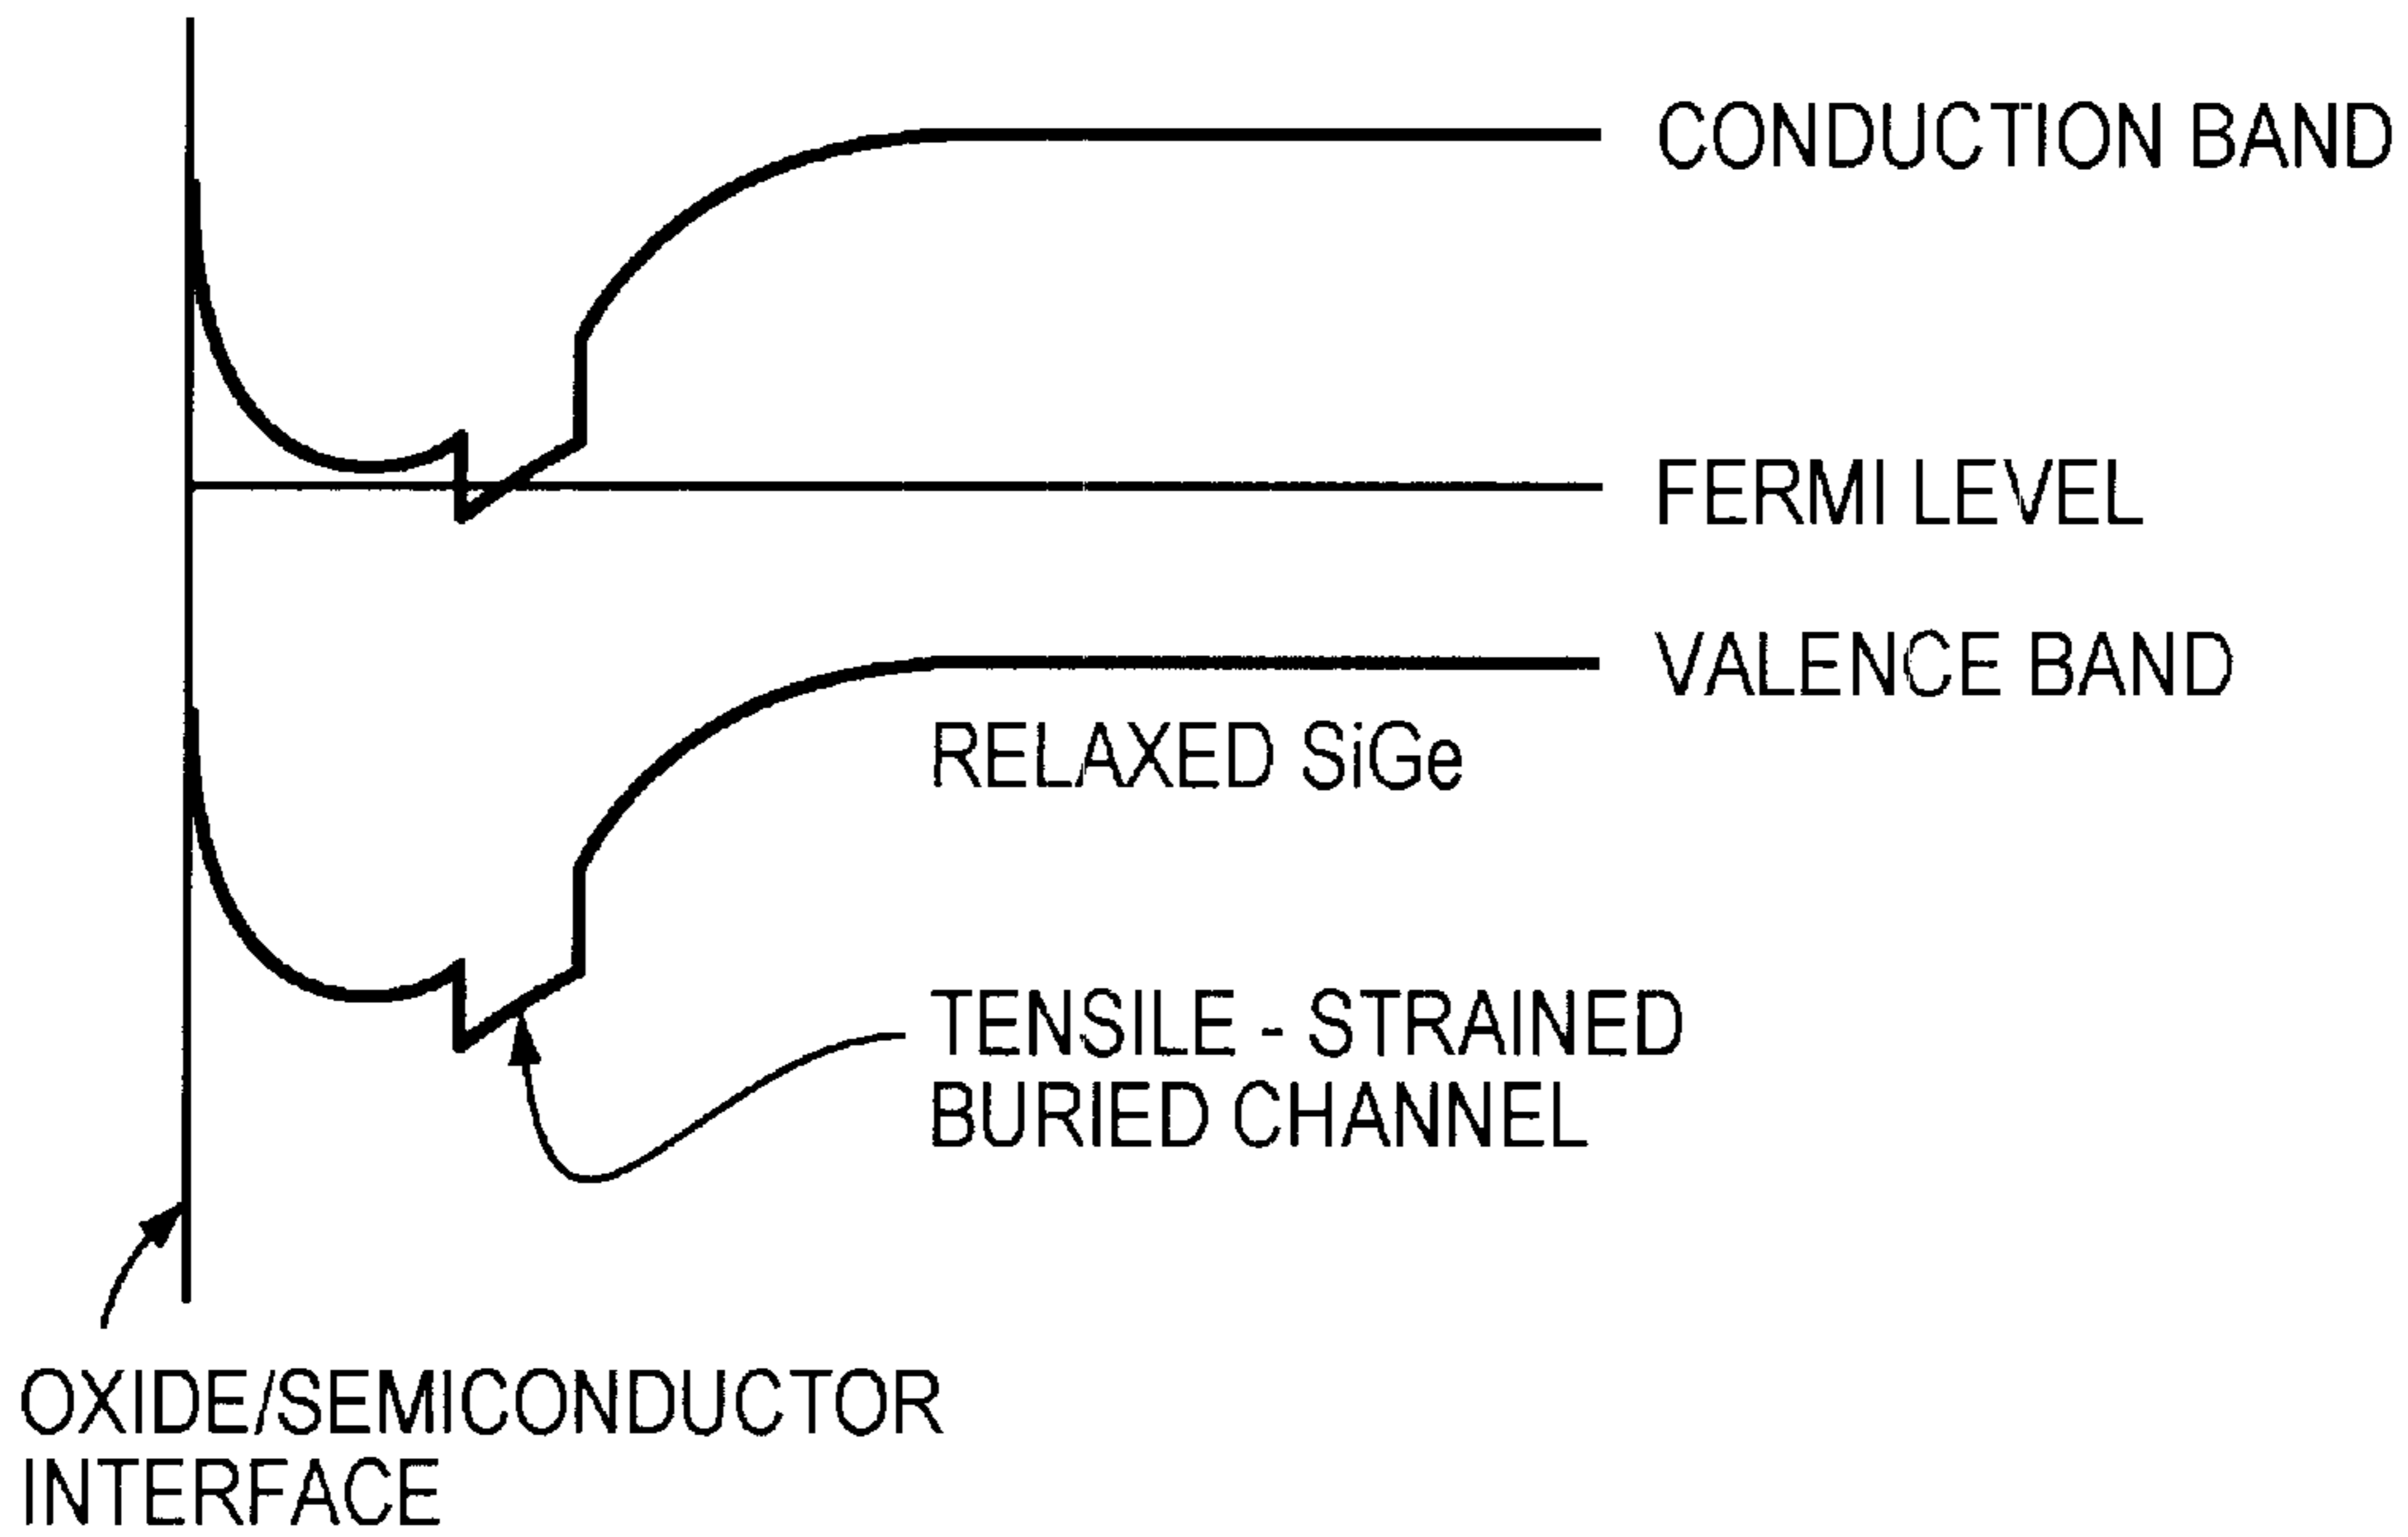 CONDUCTION BAND
FERMI LEVEL
VALENCE BAND
RELAXED SiGe
TENSILE - STRAINED
BURIED CHANNEL
OXIDE/SEMICONDUCTOR
INTERFACE